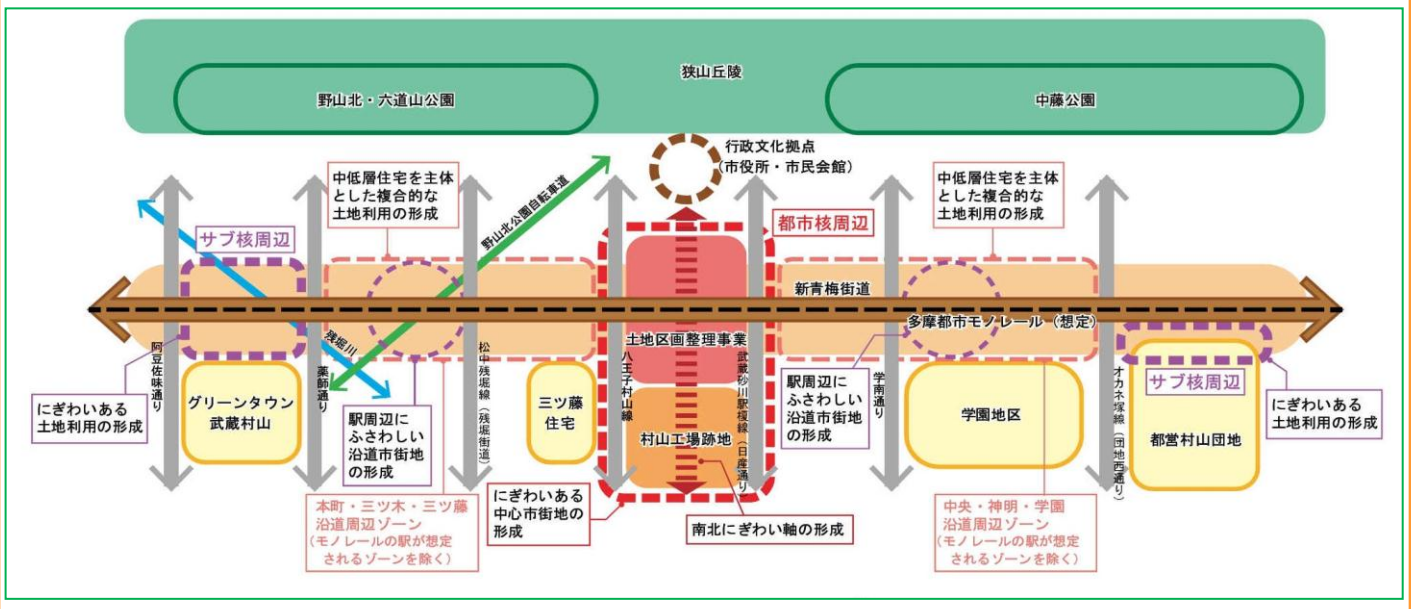 狭山丘陵
野山北・六道山公園
中藤公園
行政文化拠点
(市役所・市民会館)
中低層住宅を主体
とした複合的な
土地利用の形成
野山北公園自転車道
中低層住宅を主体
とした複合的な
土地利用の形成
サブ核周辺
都市核周辺
新青梅街道
多摩都市モノレール(想定)
土地区画整理事業
残堀川
阿豆佐味通り
薬師通り
松中残堀線(残堀街道)
八王子村山線
武蔵砂川駅榎線(日産通り)
学南通り
オカネ塚線(団地西通り)
サブ核周辺
にぎわいある
土地利用の形成
グリーンタウン
武蔵村山
駅周辺に
ふさわしい
沿道市街地
の形成
三ツ藤
住宅
村山工場跡地
駅周辺に
ふさわしい
沿道市街地
の形成
学園地区
都営村山団地
にぎわいある
土地利用の形成
本町・三ツ木・三ツ藤
沿道周辺ゾーン
(モノレールの駅が想定
されるゾーンを除く)
にぎわいある
中心市街地の
形成
南北にぎわい軸の形成
中央・神明・学園
沿道周辺ゾーン
(モノレールの駅が想定
されるゾーンを除く)